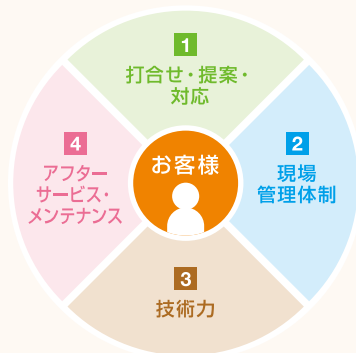 1
打合せ・提案・
対応
2
現場
管理体制
3
技術力
4
アフター
サービス・
メンテナンス
お客様